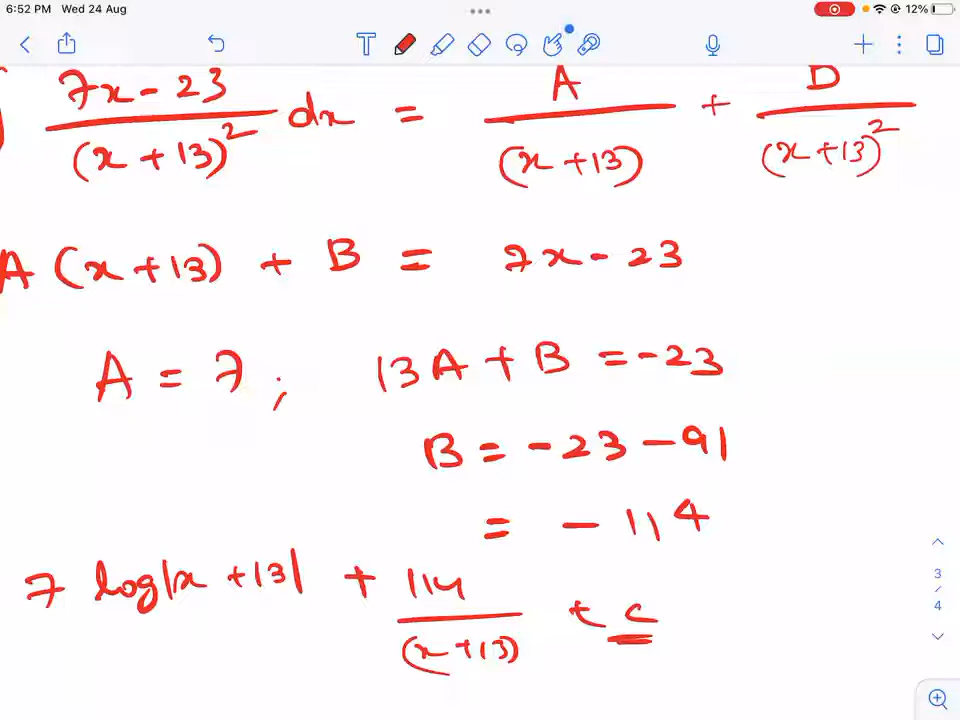 6:52 PM Wed 24 Aug 12%
7x - 23 / (x + 13)² dx = A / (x + 13) + D / (x + 13)²
A (x + 13) + B = 7x - 23
A = 7 ; 13A + B = -23
B = -23 - 91
= - 114
7 log|x + 13| + 114 / (x + 13) + c
3 / 4